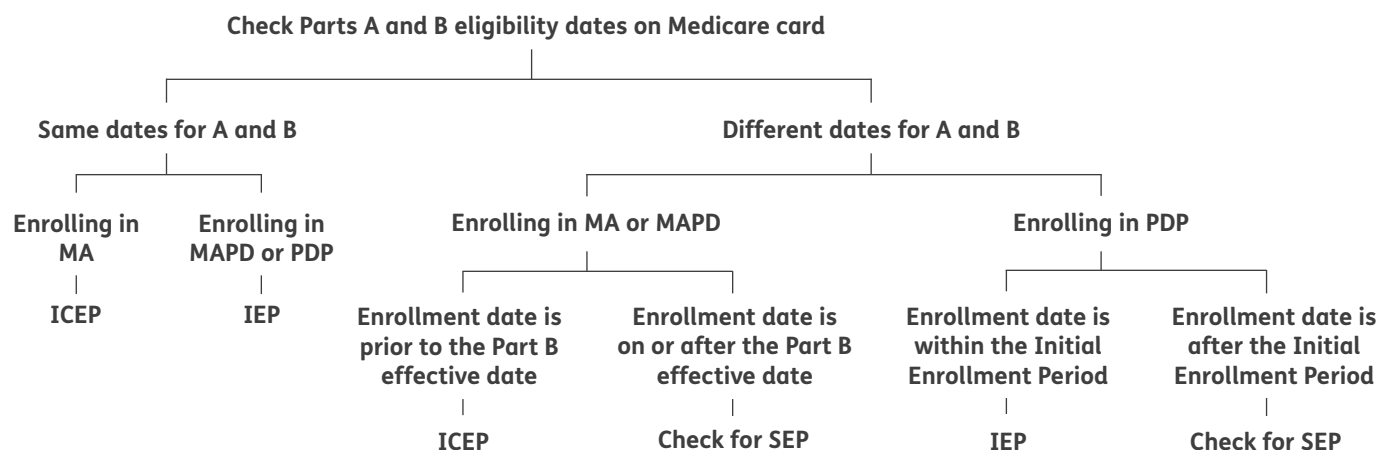 Check Parts A and B eligibility dates on Medicare card
Same dates for A and B
Different dates for A and B
Enrolling in
MA
Enrolling in
MAPD or PDP
Enrolling in MA or MAPD
Enrolling in PDP
ICEP
IEP
Enrollment date is
prior to the Part B
effective date
Enrollment date is
on or after the Part B
effective date
Enrollment date is
within the Initial
Enrollment Period
Enrollment date is
after the Initial
Enrollment Period
ICEP
Check for SEP
IEP
Check for SEP